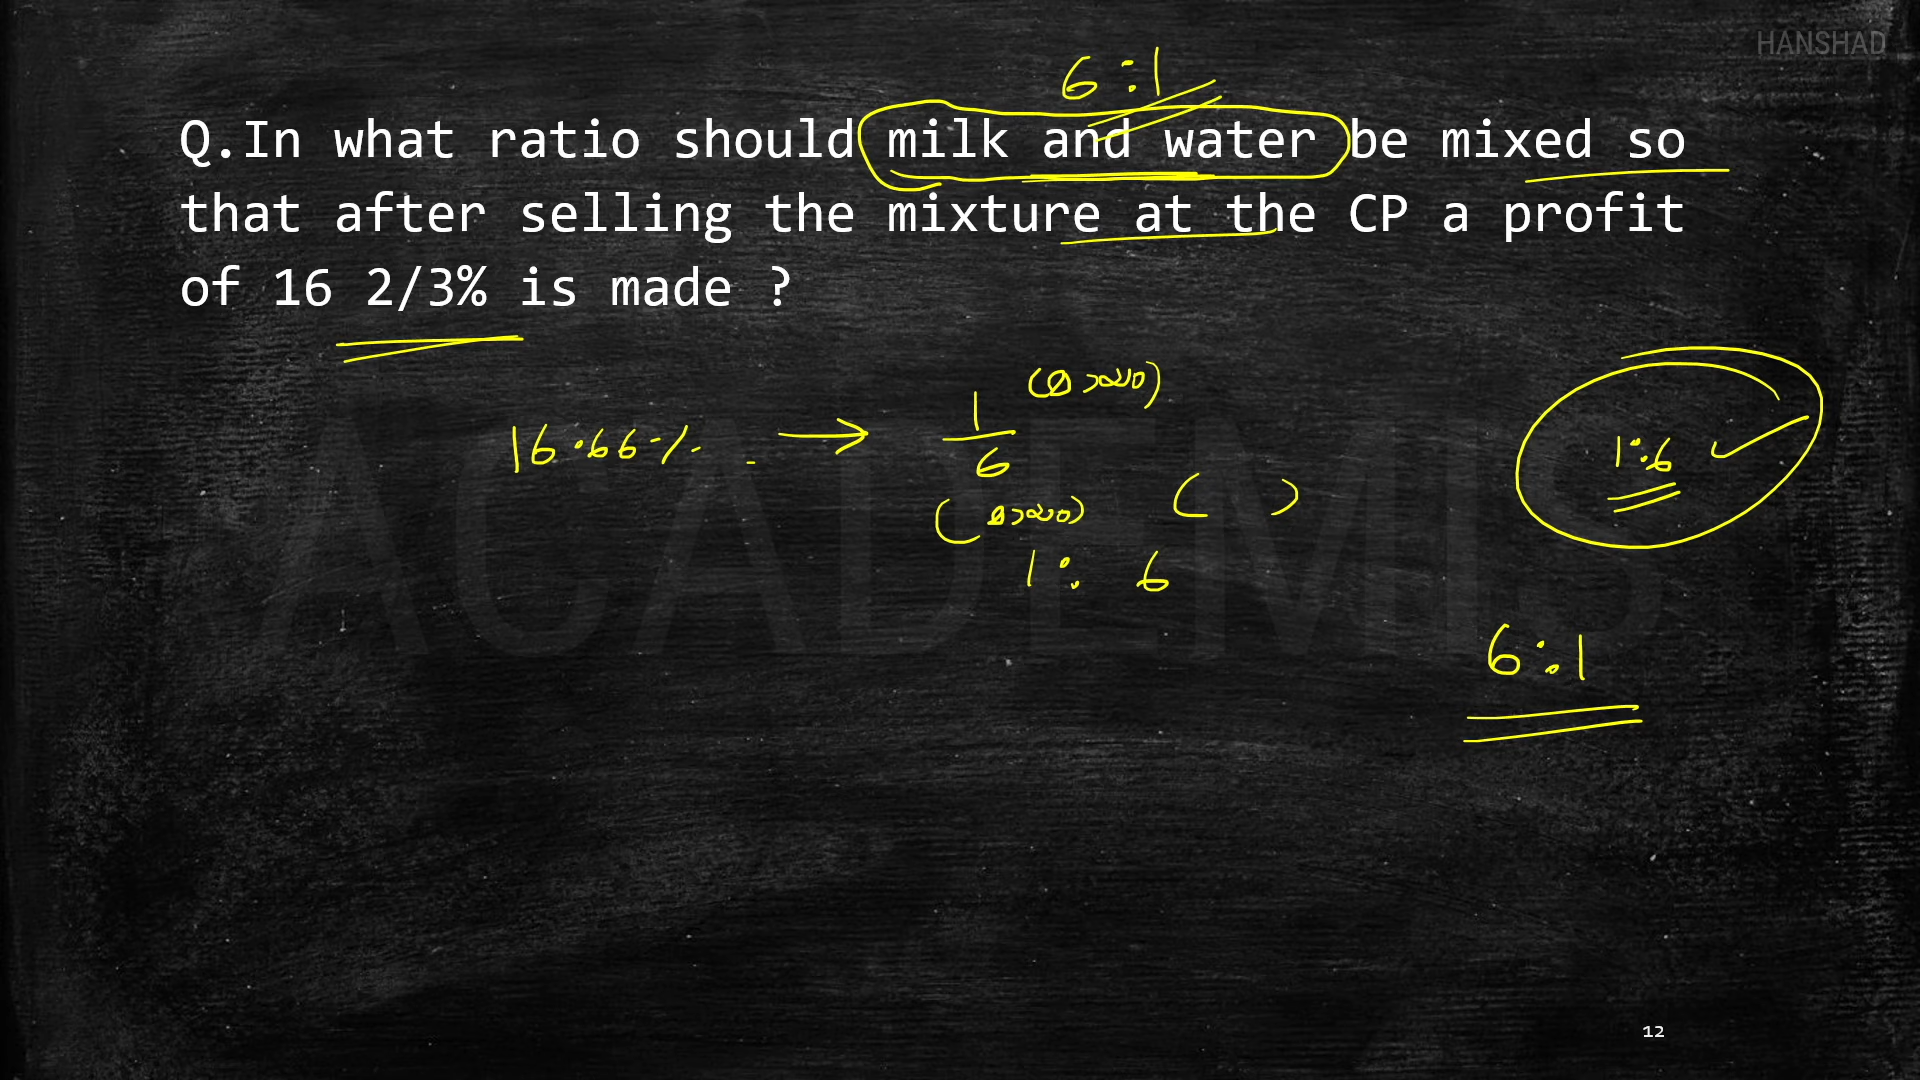 HANSHAD
6:1
Q.In what ratio should milk and water be mixed so
that after selling the mixture at the CP a profit
of 16 2/3% is made ?
16.66%. → 1/6
1:6
( )
1: 6
6:1
ACADEMIS
12